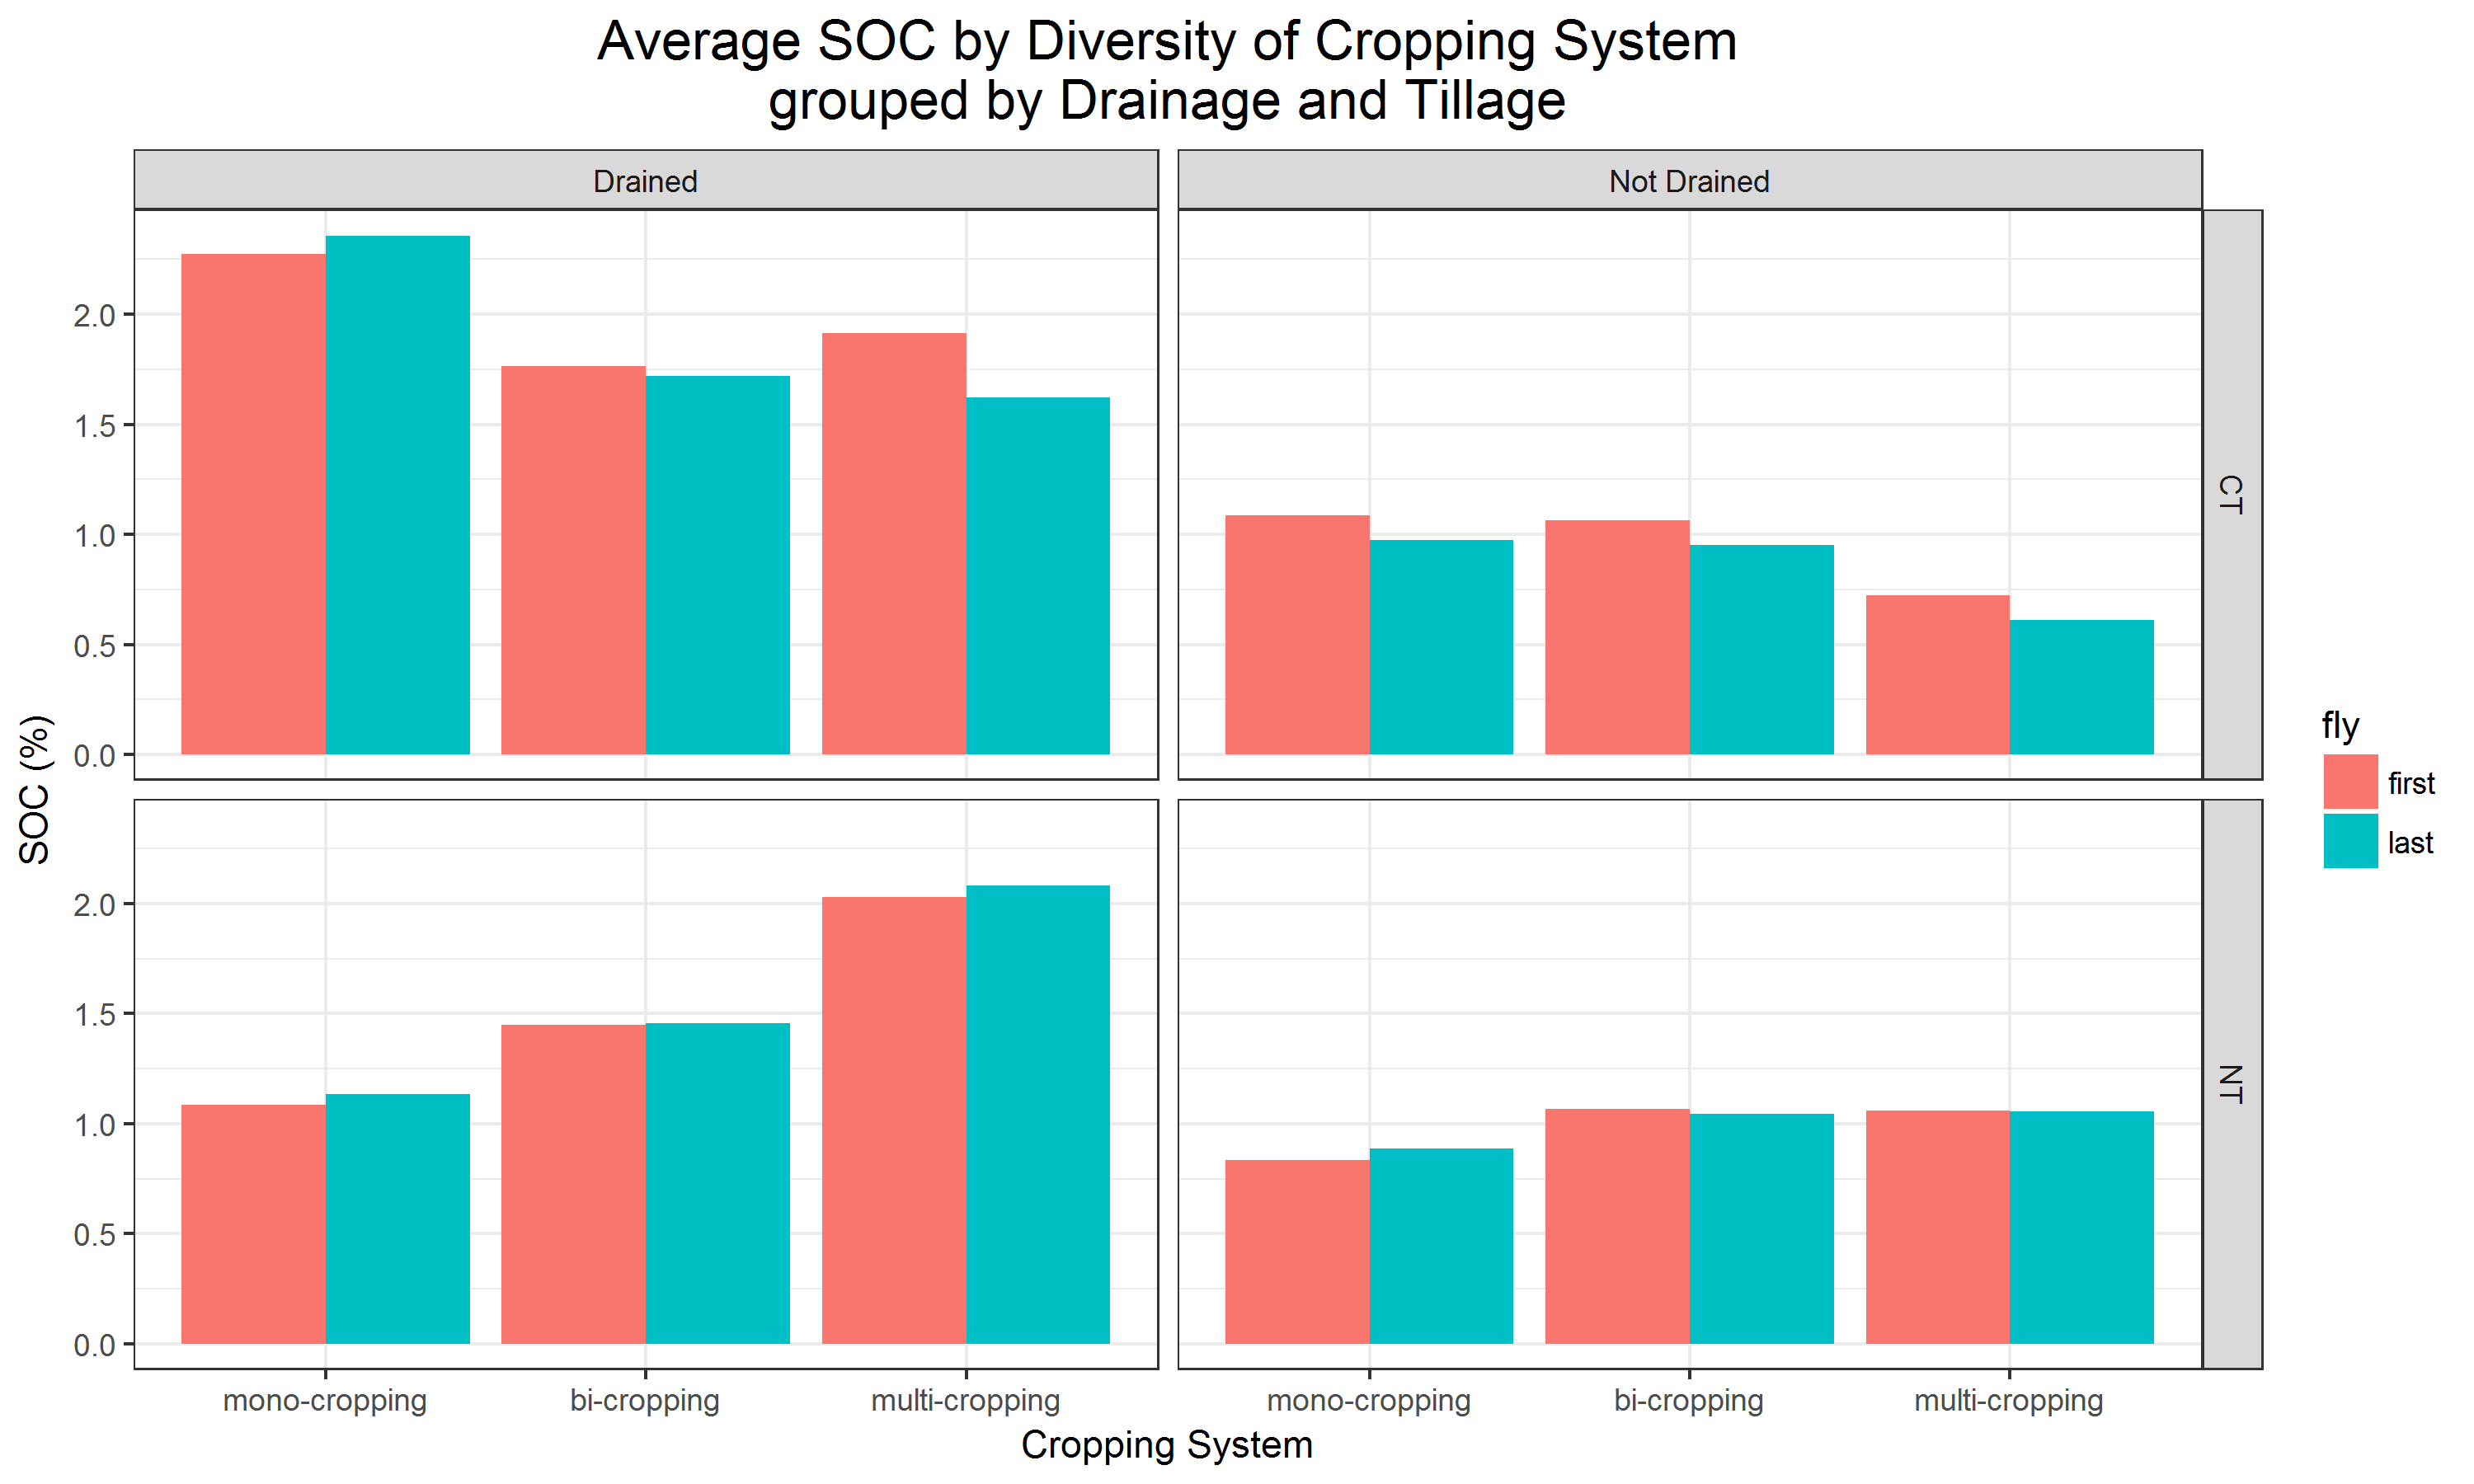 Average SOC by Diversity of Cropping System
grouped by Drainage and Tillage
Drained
Not Drained
2.0
1.5
1.0
0.5
0.0
CT
SOC (%)
2.0
1.5
1.0
0.5
0.0
NT
mono-cropping
bi-cropping
multi-cropping
mono-cropping
bi-cropping
multi-cropping
Cropping System
fly
first
last